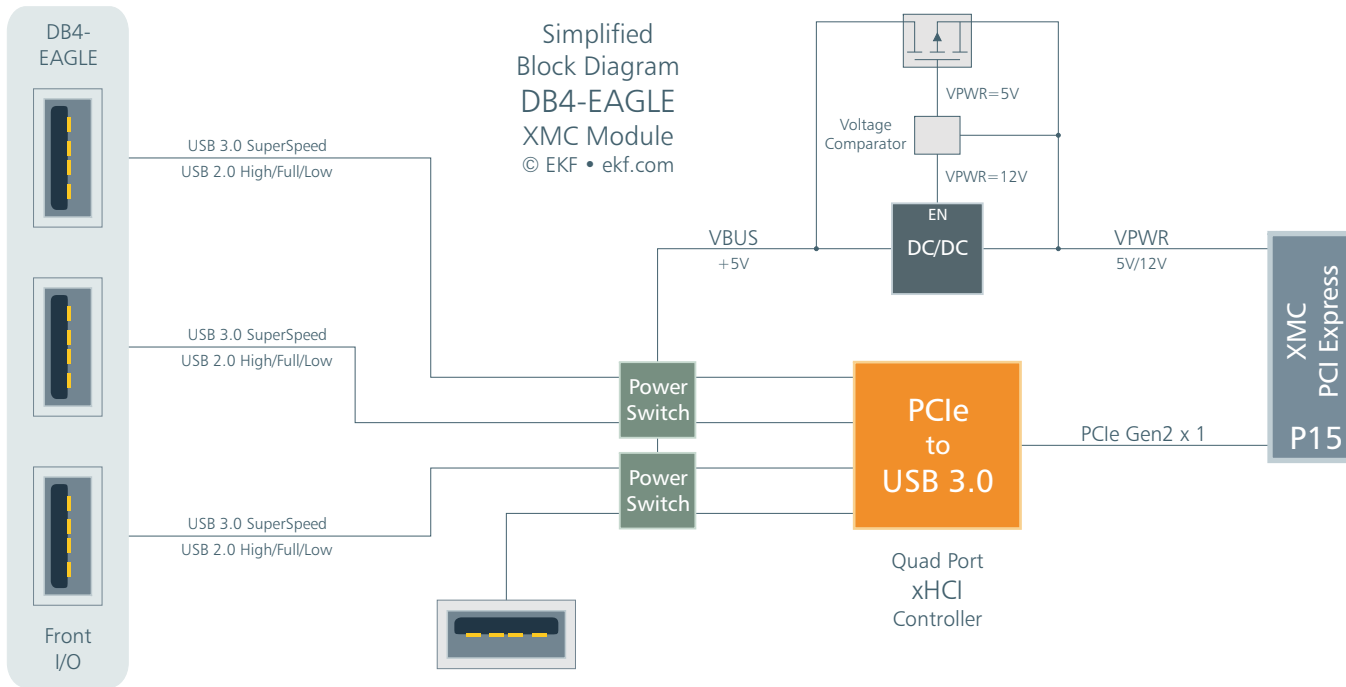 DB4-
EAGLE
Simplified
Block Diagram
DB4-EAGLE
XMC Module
© EKF • ekf.com
VPWR=5V
Voltage
Comparator
VPWR=12V
EN
DC/DC
VBUS
+5V
VPWR
5V/12V
XMC
PCI Express
P15
USB 3.0 SuperSpeed
USB 2.0 High/Full/Low
USB 3.0 SuperSpeed
USB 2.0 High/Full/Low
USB 3.0 SuperSpeed
USB 2.0 High/Full/Low
Power
Switch
Power
Switch
PCIe
to
USB 3.0
PCIe Gen2 x 1
Quad Port
xHCI
Controller
Front
I/O